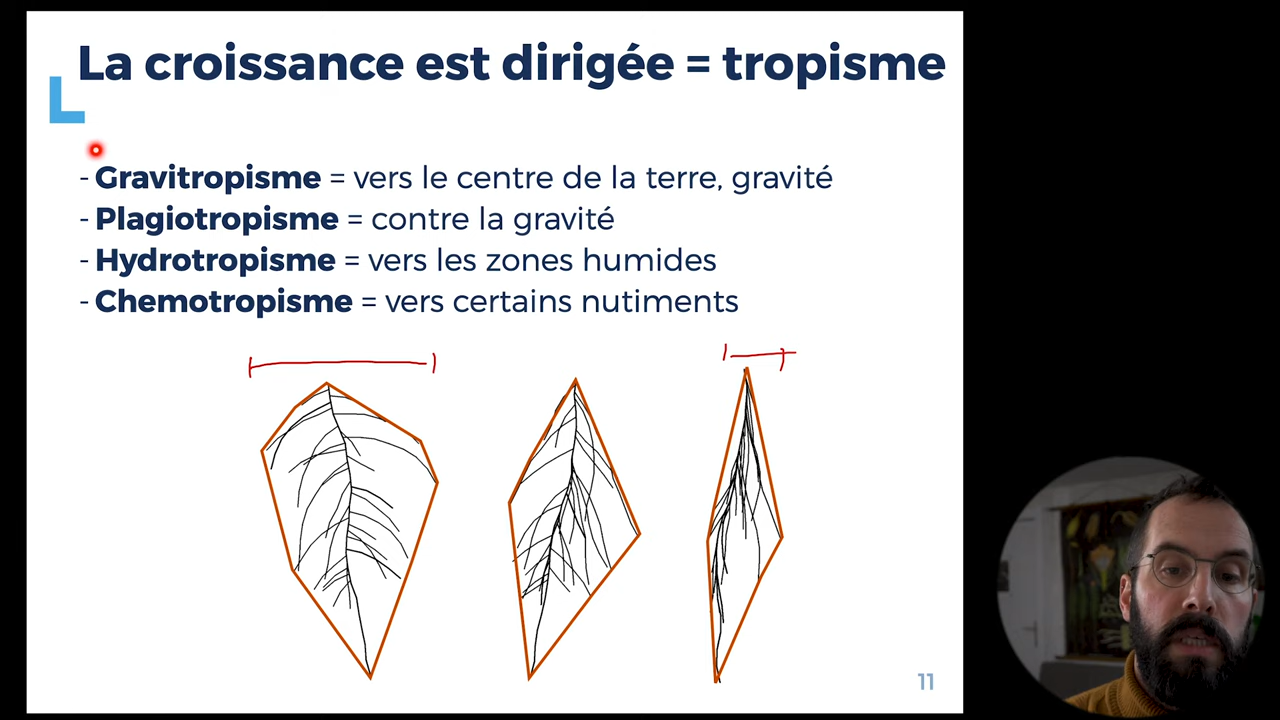 La croissance est dirigée = tropisme
- Gravitropisme = vers le centre de la terre, gravité
- Plagiotropisme = contre la gravité
- Hydrotropisme = vers les zones humides
- Chemotropisme = vers certains nutiments
11